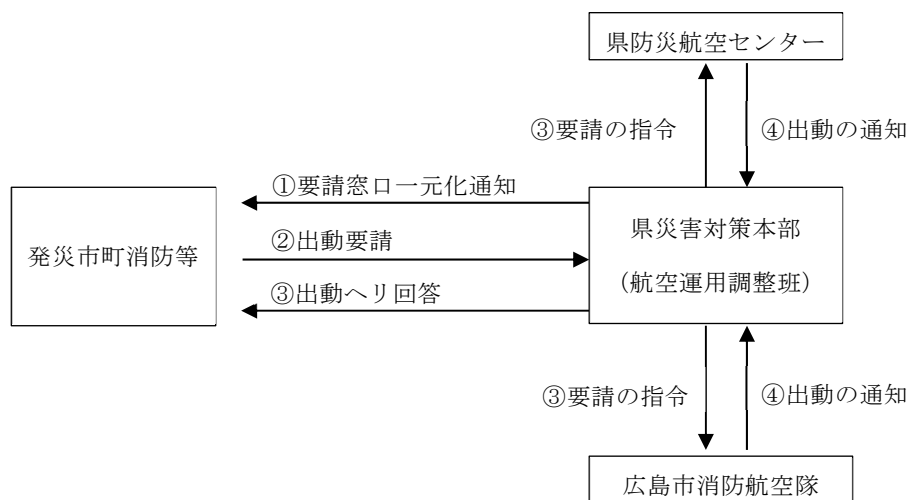 県防災航空センター
③要請の指令
④出動の通知
①要請窓口一元化通知
②出動要請
③出動ヘリ回答
発災市町消防等
県災害対策本部
（航空運用調整班）
③要請の指令
④出動の通知
広島市消防航空隊